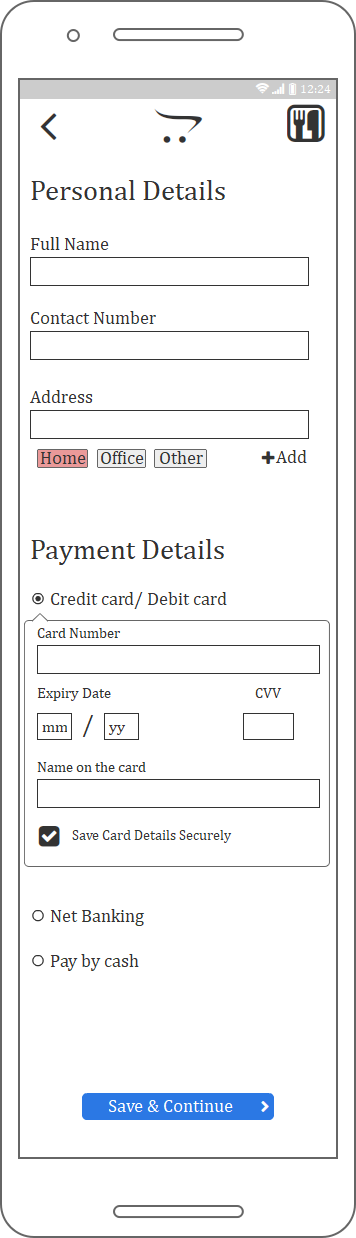 12:24
Personal Details
Full Name
Contact Number
Address
Home Office Other Add
Payment Details
Credit card/ Debit card
Card Number
Expiry Date CVV
mm / yy
Name on the card
Save Card Details Securely
Net Banking
Pay by cash
Save & Continue